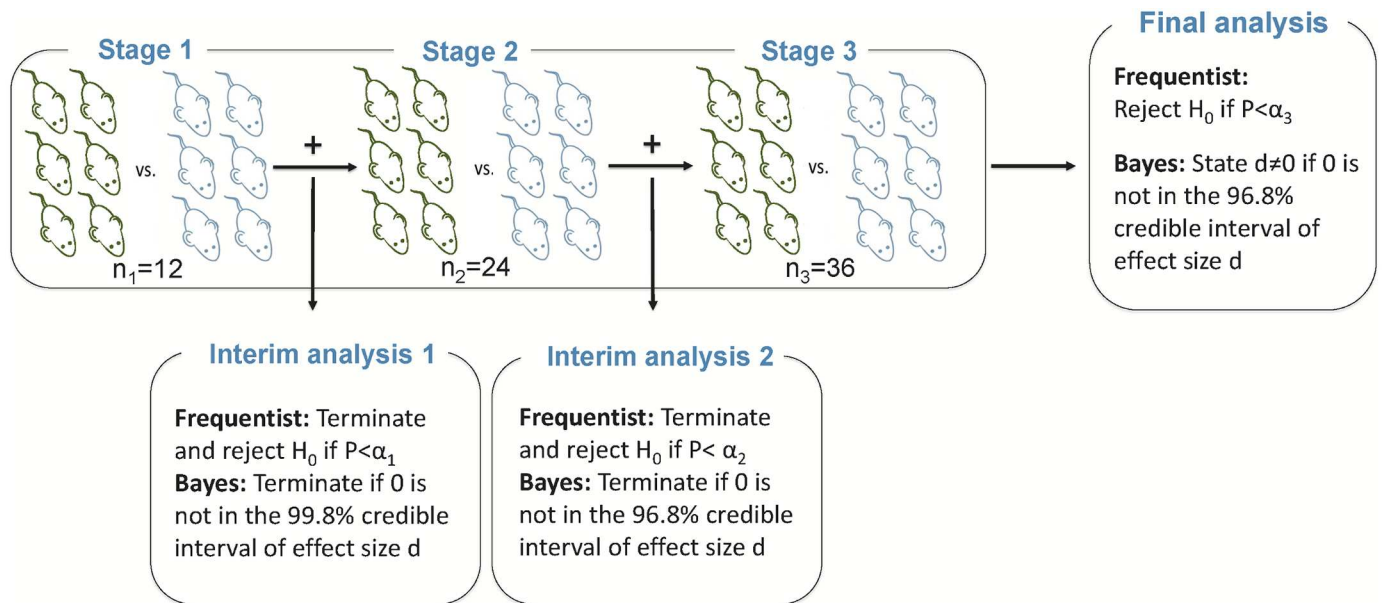 Stage 1
Stage 2
Stage 3
vs.
+
vs.
+
vs.
n₁=12
n₂=24
n₃=36
Final analysis
Frequentist:
Reject H₀ if P<α₃
Bayes: State d≠0 if 0 is
not in the 96.8%
credible interval of
effect size d
Interim analysis 1
Frequentist: Terminate
and reject H₀ if P<α₁
Bayes: Terminate if 0 is
not in the 99.8% credible
interval of effect size d
Interim analysis 2
Frequentist: Terminate
and reject H₀ if P< α₂
Bayes: Terminate if 0 is
not in the 96.8% credible
interval of effect size d